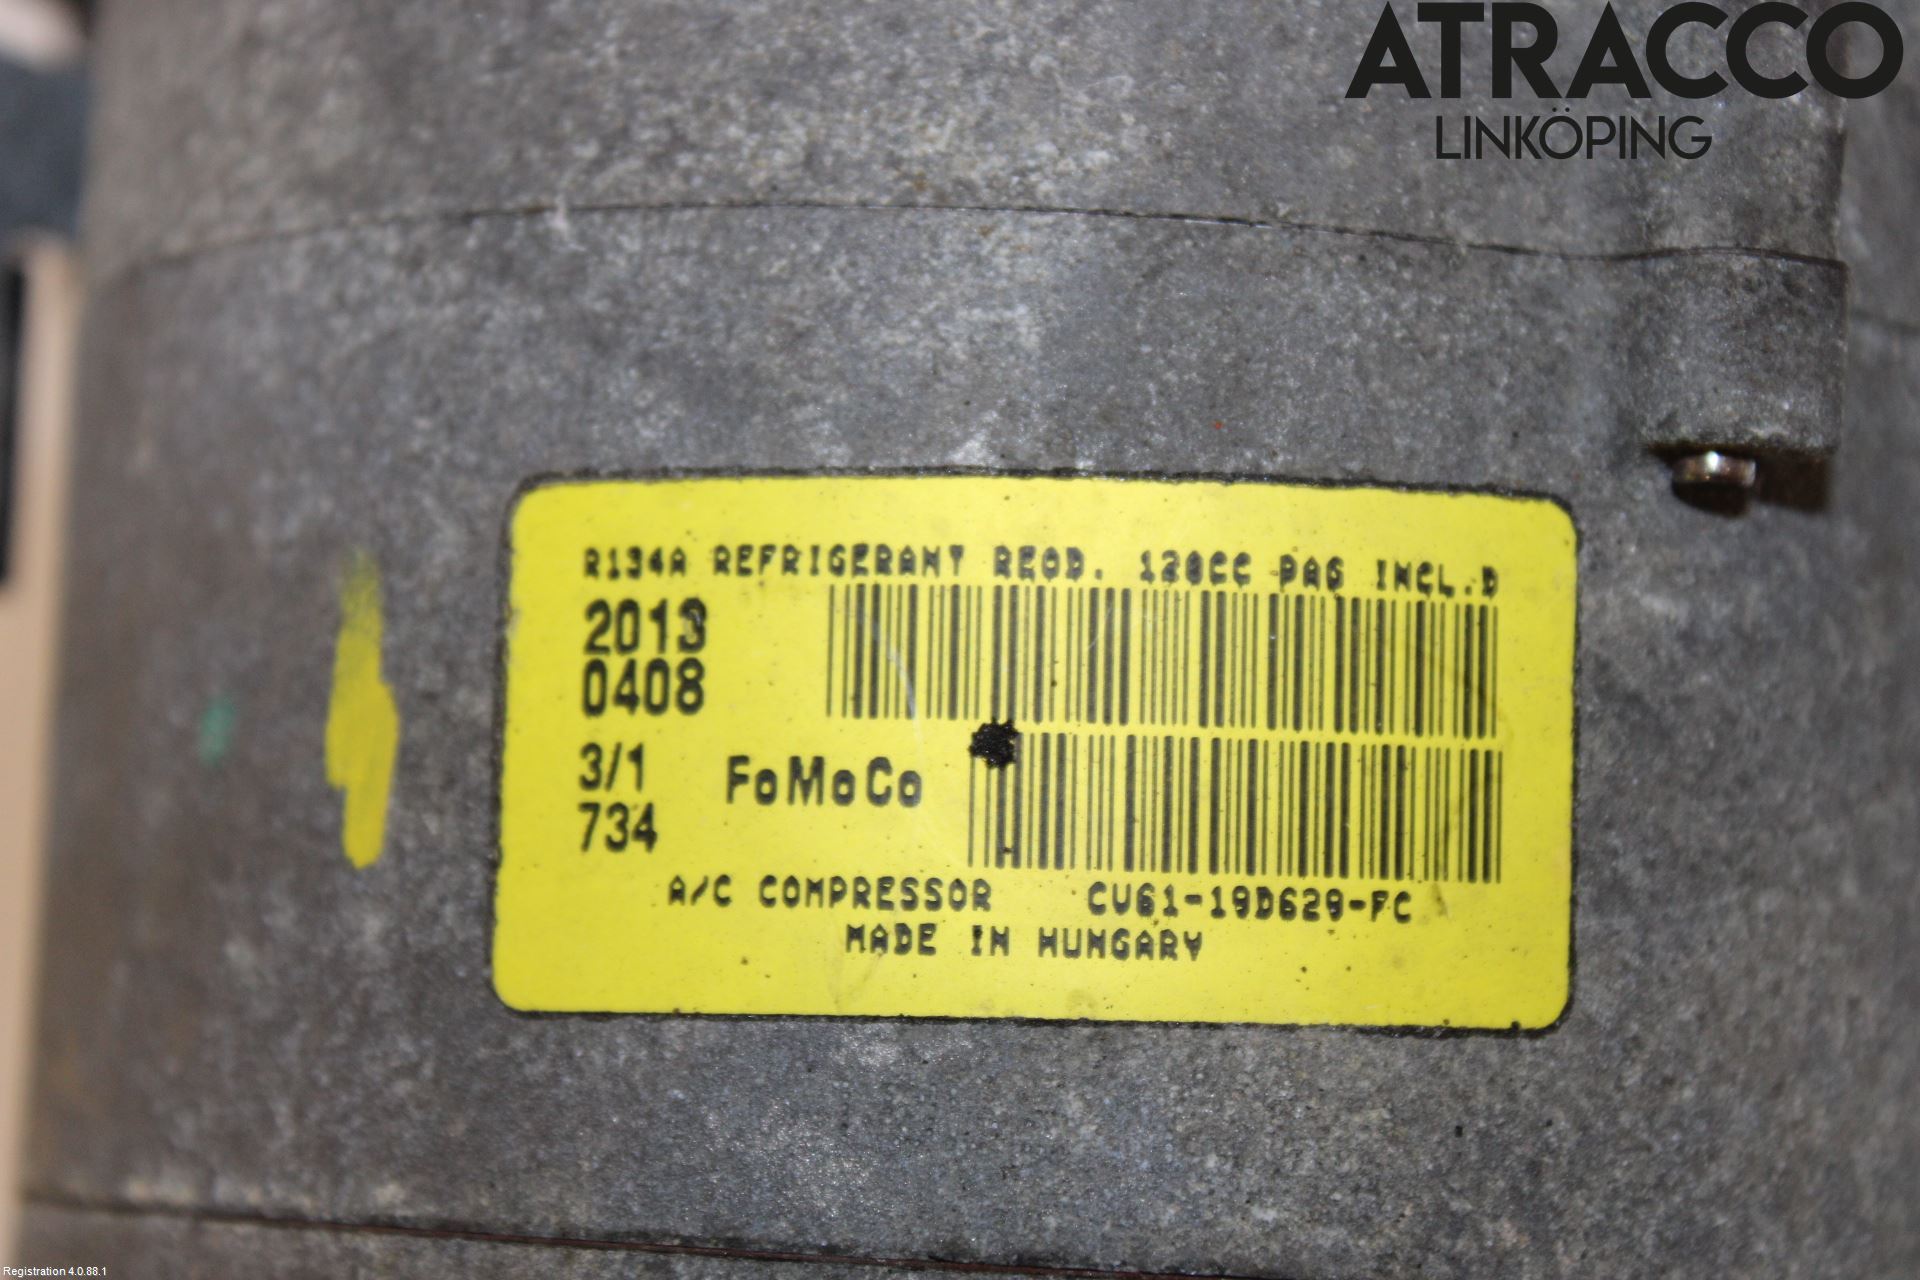 ATRACCO
LINKÖPING
R134A REFRIGERANT REQD. 120CC PAG INCL.D
2013
0408
3/1
734
FoMoCo
A/C COMPRESSOR CV61-19D629-FC
MADE IN HUNGARY
Registration 4.0.88.1